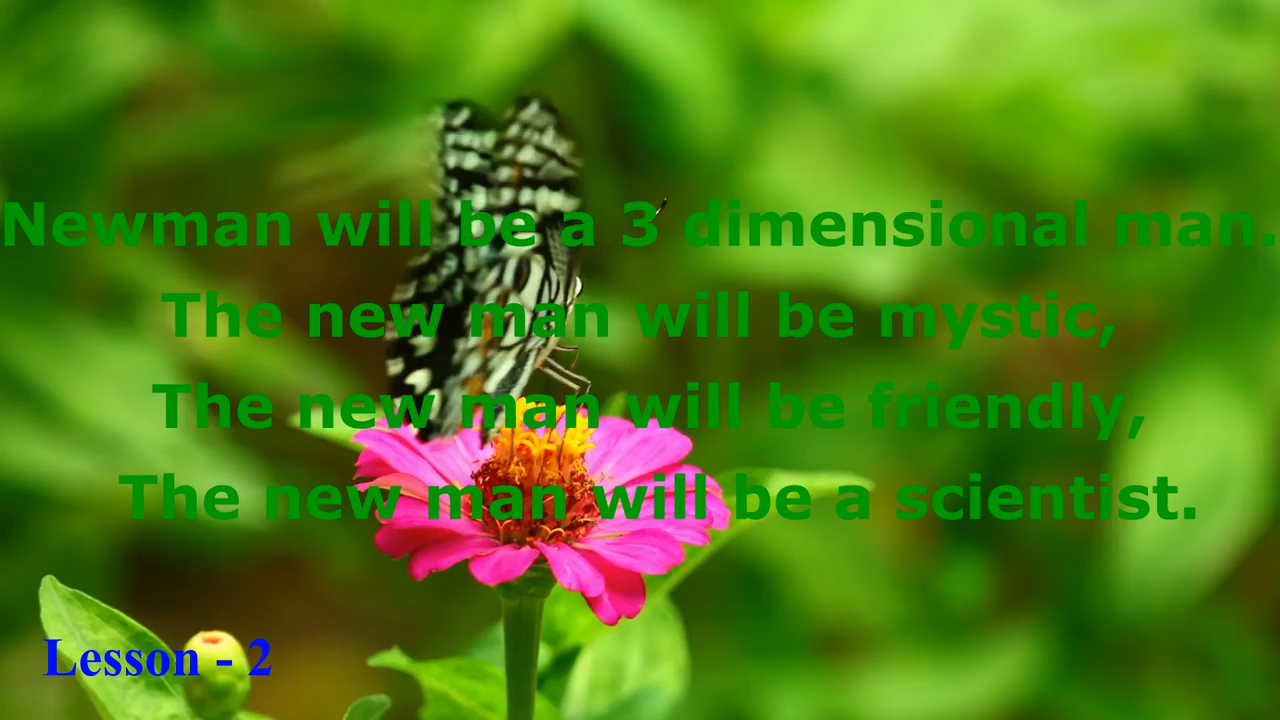 Newman will be a 3 dimensional man.
The new man will be mystic,
The new man will be friendly,
The new man will be a scientist.
Lesson - 2